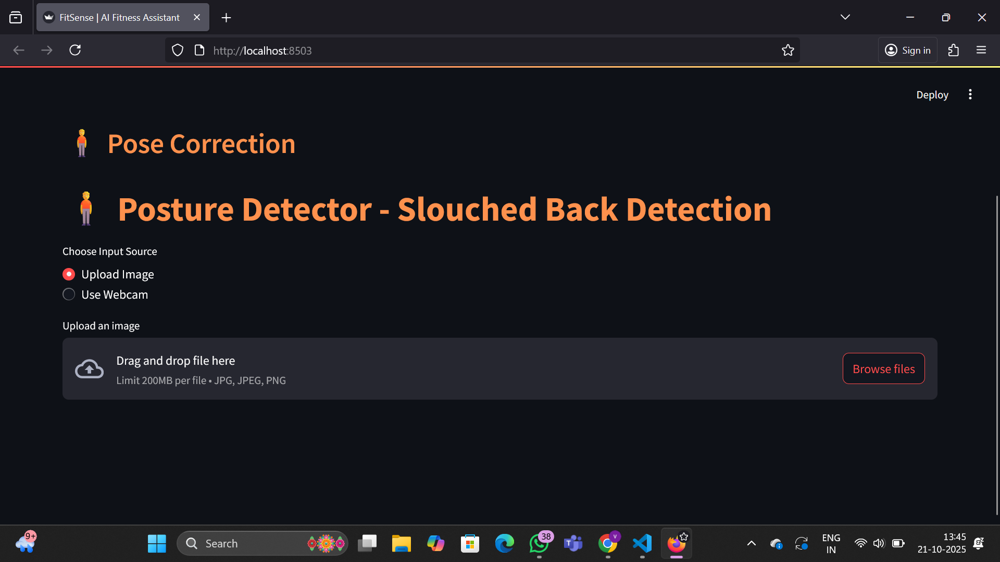 FitSense | AI Fitness Assistant
http://localhost:8503
Sign in
Deploy
Pose Correction
Posture Detector - Slouched Back Detection
Choose Input Source
Upload Image
Use Webcam
Upload an image
Drag and drop file here
Limit 200MB per file • JPG, JPEG, PNG
Browse files
9+
Search
38
T
V
ENG
IN
13:45
21-10-2025